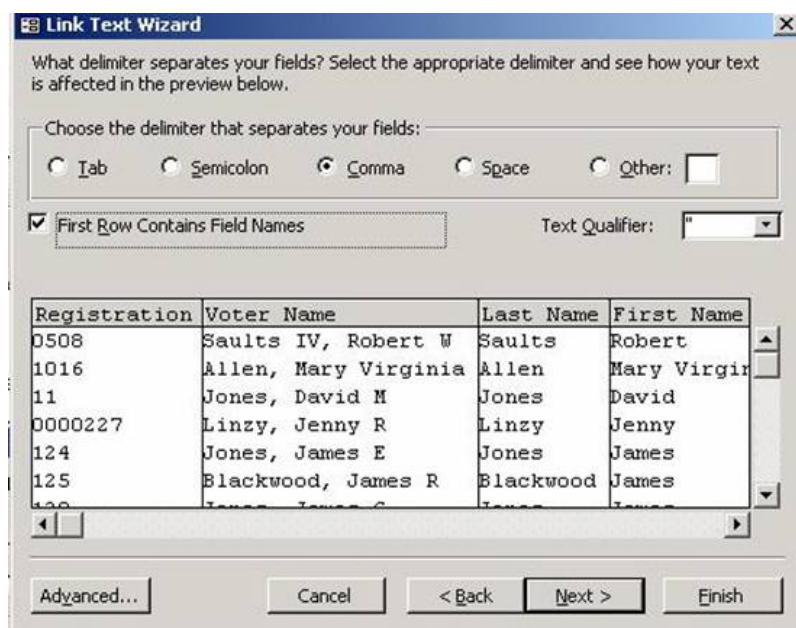 Link Text Wizard
What delimiter separates your fields? Select the appropriate delimiter and see how your text
is affected in the preview below.
Choose the delimiter that separates your fields:
Tab Semicolon Comma Space Other:
First Row Contains Field Names Text Qualifier: "
Registration Voter Name Last Name First Name
0508 Saults IV, Robert W Saults Robert
1016 Allen, Mary Virginia Allen Mary Virgin
11 Jones, David M Jones David
0000227 Linzy, Jenny R Linzy Jenny
124 Jones, James E Jones James
125 Blackwood, James R Blackwood James
Advanced... Cancel < Back Next > Finish